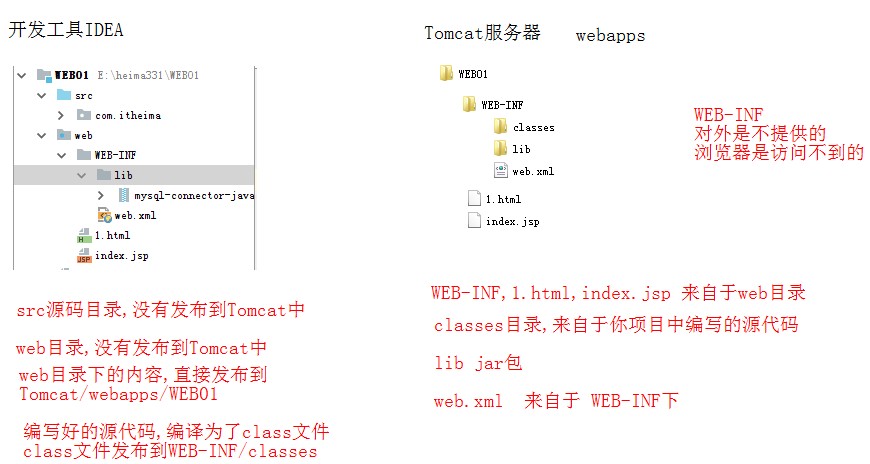 开发工具IDEA
WEB01 E:\heima331\WEB01
src
com.itheima
web
WEB-INF
lib
mysql-connector-java
web.xml
H
1.html
JSP
index.jsp
src源码目录,没有发布到Tomcat中
web目录,没有发布到Tomcat中
web目录下的内容,直接发布到
Tomcat/webapps/WEB01
编写好的源代码,编译为了class文件
class文件发布到WEB-INF/classes
Tomcat服务器 webapps
WEB01
WEB-INF
classes
lib
web.xml
1.html
index.jsp
WEB-INF
对外是不提供的
浏览器是访问不到的
WEB-INF,1.html,index.jsp 来自于web目录
classes目录,来自于你项目中编写的源代码
lib jar包
web.xml 来自于 WEB-INF下